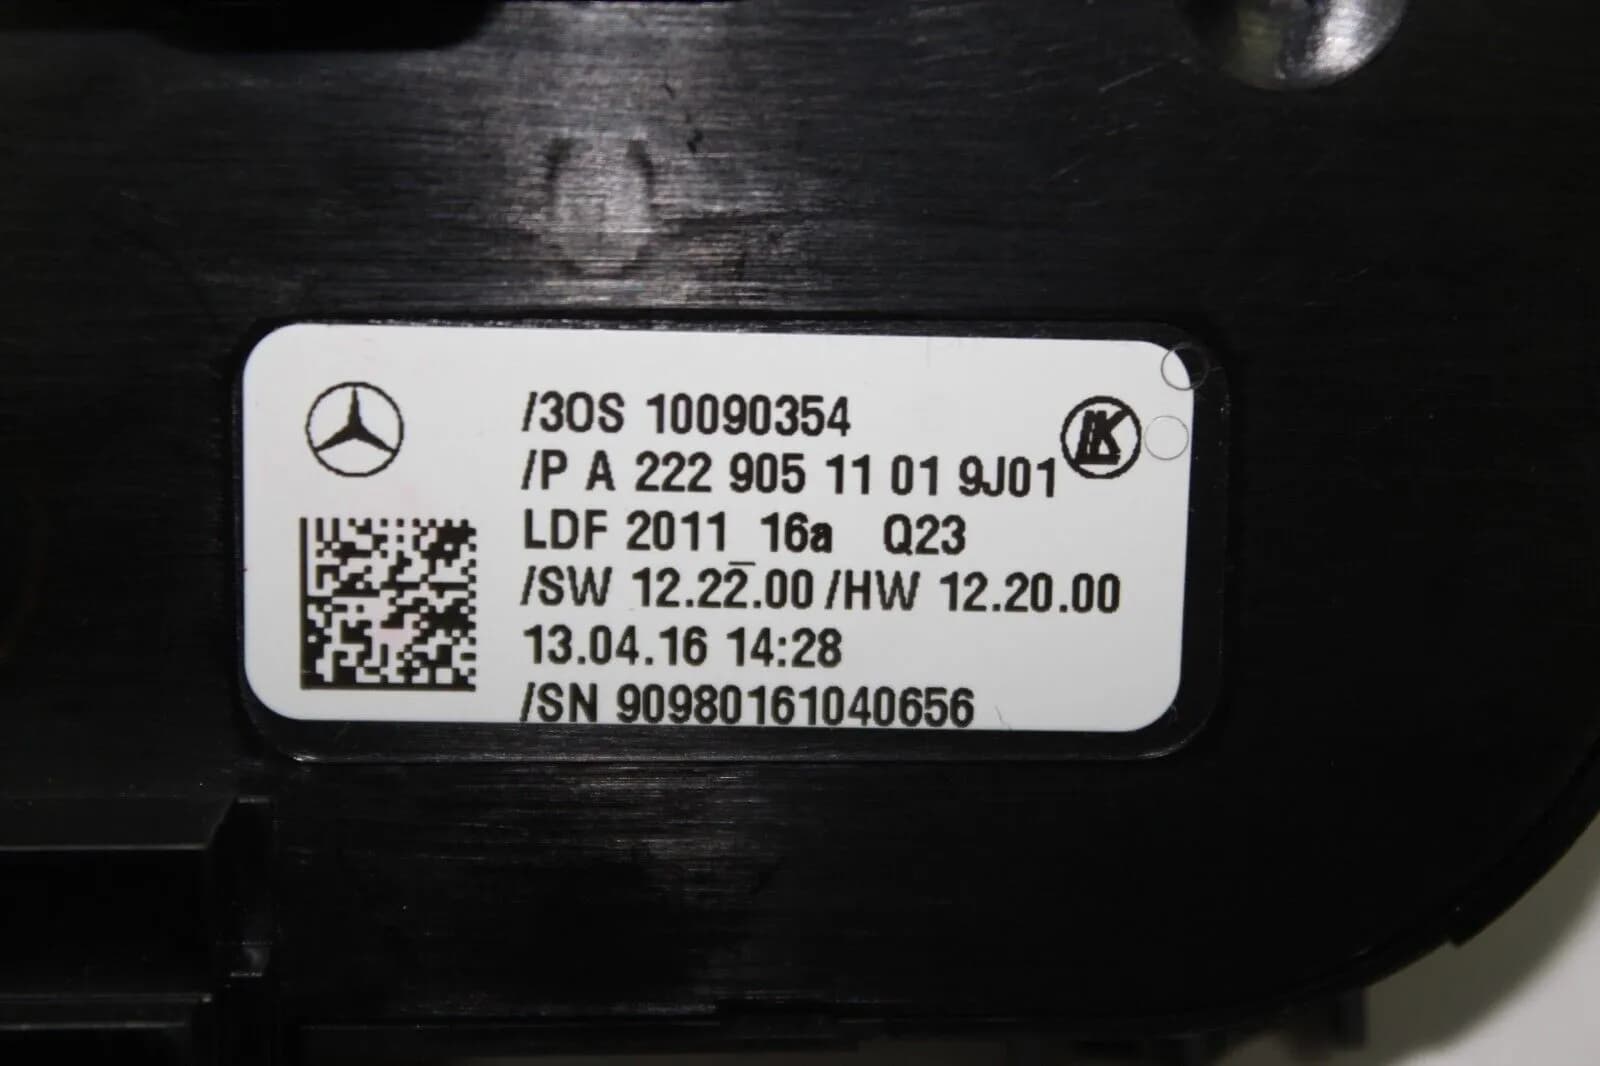 /3OS 10090354
/P A 222 905 11 01 9J01
LDF 2011_16a Q23
/SW 12.22.00 /HW 12.20.00
13.04.16 14:28
/SN 90980161040656